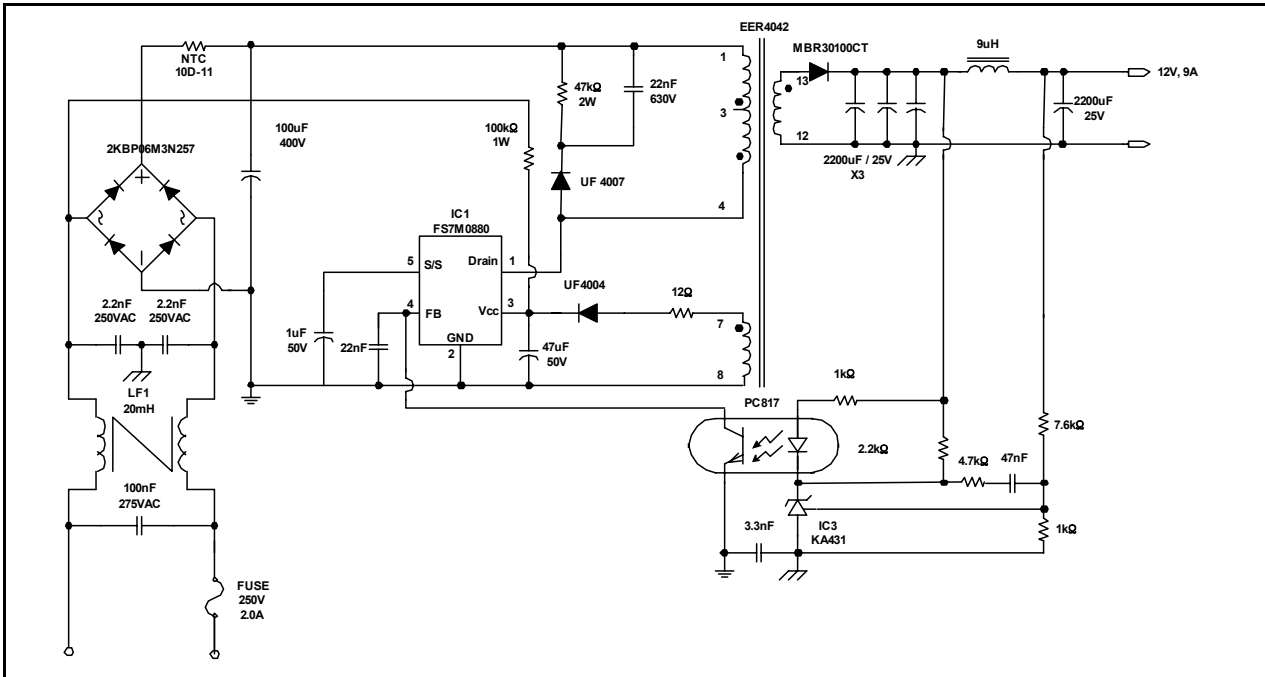 EER4042
NTC
10D-11
1
MBR30100CT
9uH
13
12V, 9A
47kΩ
2W
22nF
630V
3
2200uF
25V
100uF
400V
100kΩ
1W
12
2KBP06M3N257
2200uF / 25V
X3
UF 4007
4
IC1
FS7M0880
5
S/S
Drain
1
UF4004
12Ω
2.2nF
250VAC
2.2nF
250VAC
4
FB
Vcc
3
7
1uF
50V
22nF
GND
2
47uF
50V
8
LF1
20mH
1kΩ
PC817
7.6kΩ
2.2kΩ
4.7kΩ
47nF
100nF
275VAC
3.3nF
IC3
KA431
1kΩ
FUSE
250V
2.0A